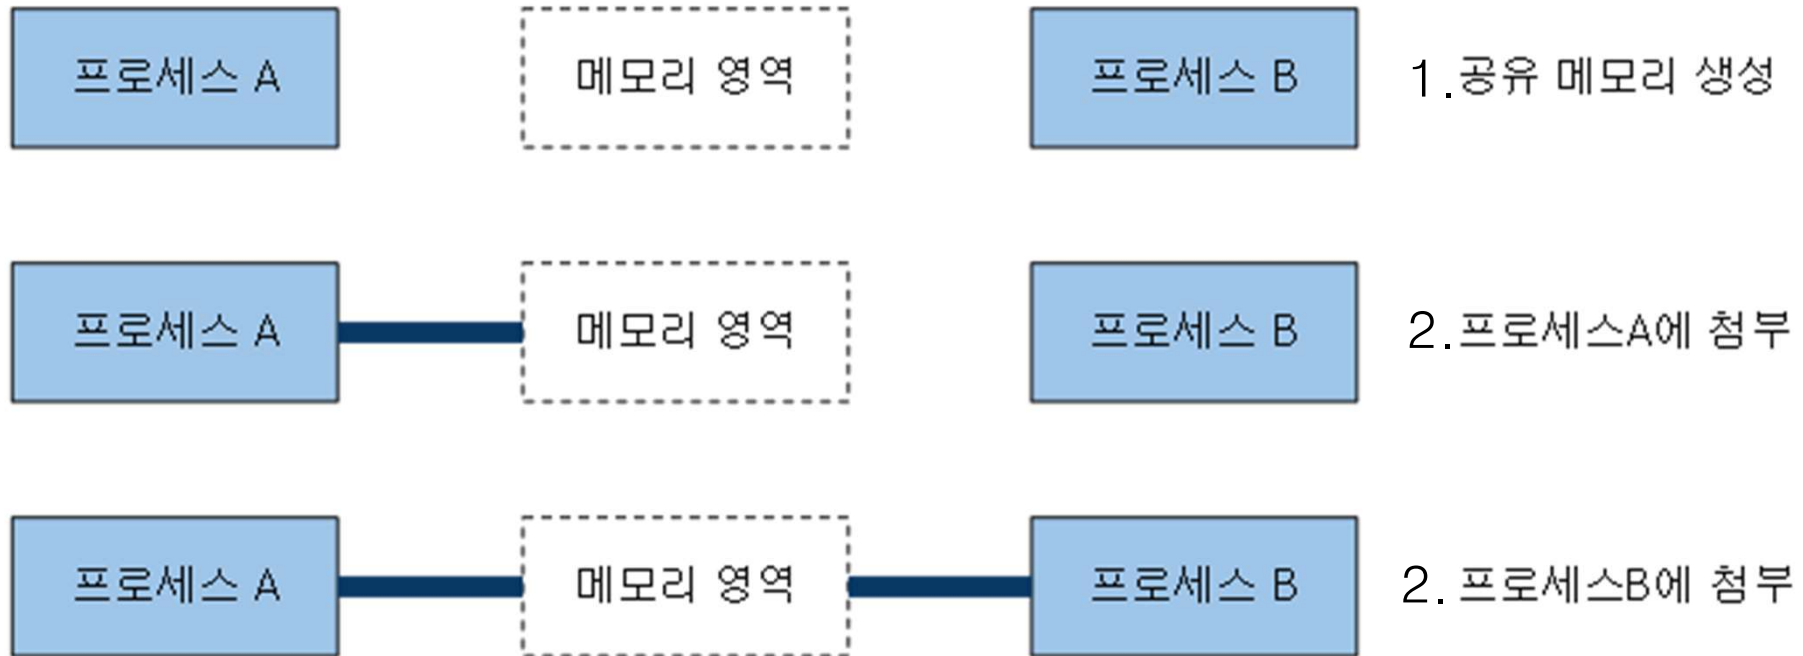 프로세스 A 메모리 영역 프로세스 B 1.공유 메모리 생성
프로세스 A 메모리 영역 프로세스 B 2.프로세스A에 첨부
프로세스 A 메모리 영역 프로세스 B 2. 프로세스B에 첨부